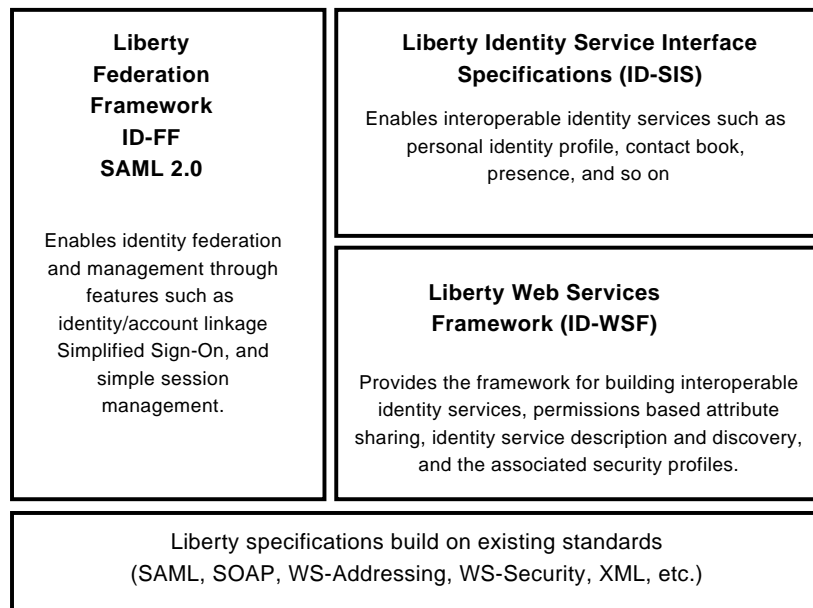 Liberty
Federation
Framework
ID-FF
SAML 2.0
Enables identity federation
and management through
features such as
identity/account linkage
Simplified Sign-On, and
simple session
management.
Liberty Identity Service Interface
Specifications (ID-SIS)
Enables interoperable identity services such as
personal identity profile, contact book,
presence, and so on
Liberty Web Services
Framework (ID-WSF)
Provides the framework for building interoperable
identity services, permissions based attribute
sharing, identity service description and discovery,
and the associated security profiles.
Liberty specifications build on existing standards
(SAML, SOAP, WS-Addressing, WS-Security, XML, etc.)